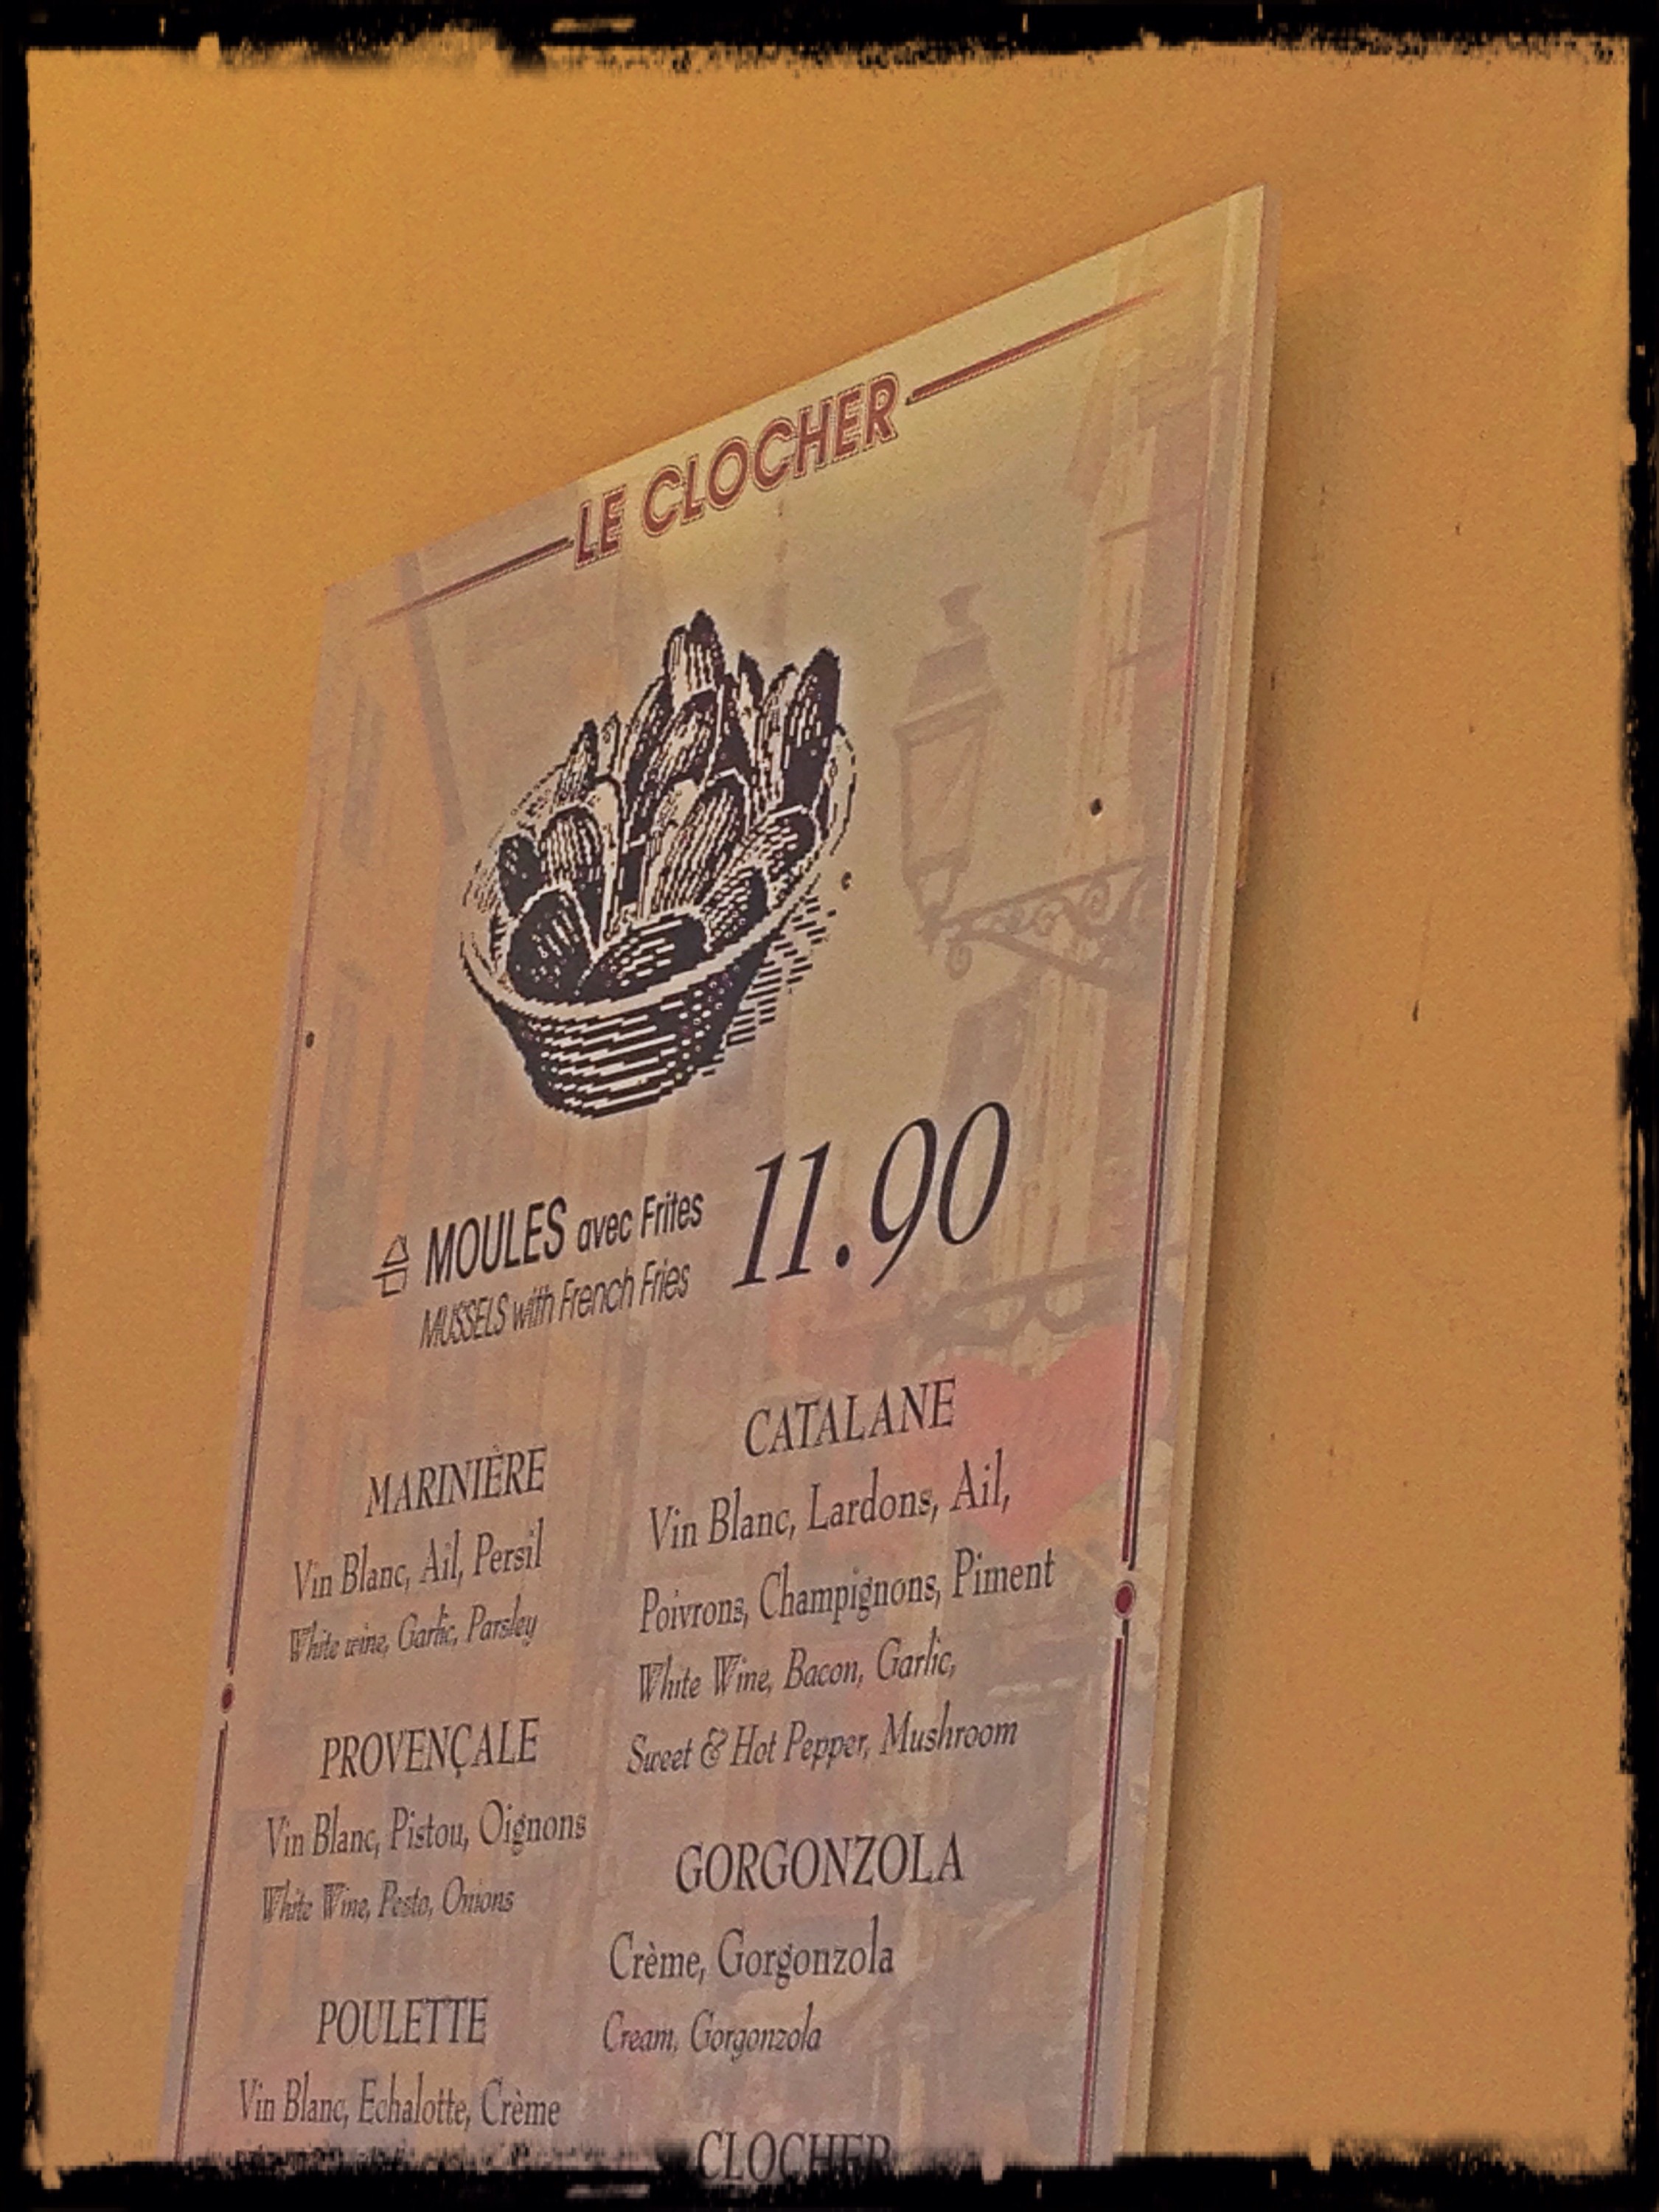 LE CLOCHER
MOULES avec Frites
MUSSELS with French Fries
11.90
MARINIÈRE
Vin Blanc, Ail, Persil
White wine, Garlic, Parsley
PROVENÇALE
Vin Blanc, Pistou, Oignons
White Wine, Pesto, Onions
POULETTE
Vin Blanc, Echalotte, Crème
CATALANE
Vin Blanc, Lardons, Ail,
Poivrons, Champignons, Piment
White Wine, Bacon, Garlic,
Sweet & Hot Pepper, Mushroom
GORGONZOLA
Crème, Gorgonzola
Cream, Gorgonzola
CLOCHER